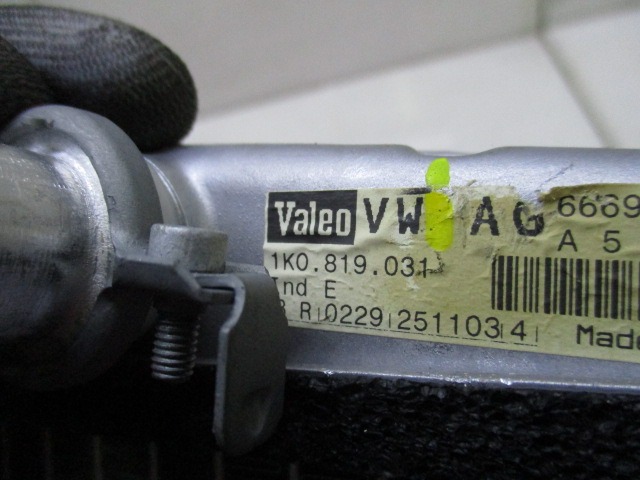 Valeo VW AG 6669
A 5
1K0.819.031
Ind E
R 0229 251103 4 Made